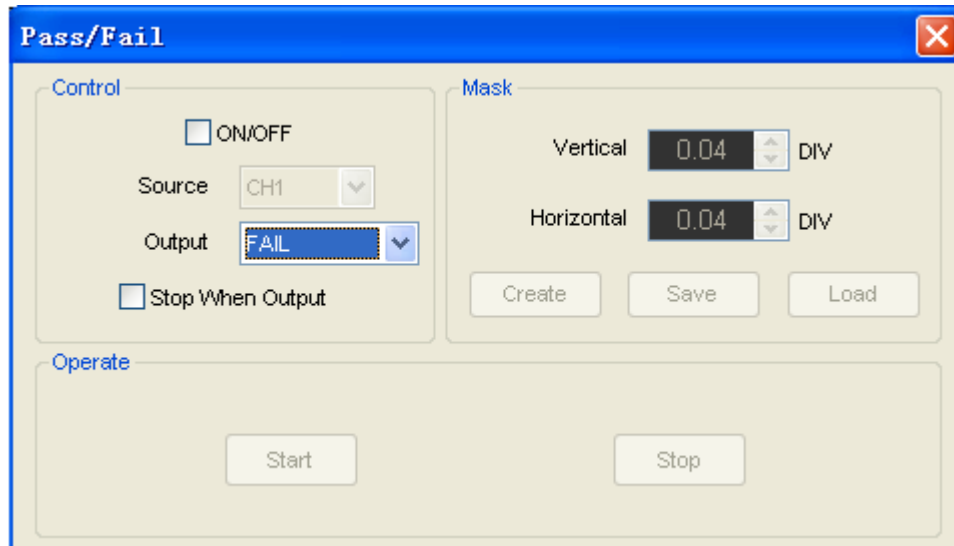 Pass/Fail
Control
ON/OFF
Source CH1
Output FAIL
Stop When Output
Mask
Vertical 0.04 DIV
Horizontal 0.04 DIV
Create Save Load
Operate
Start Stop